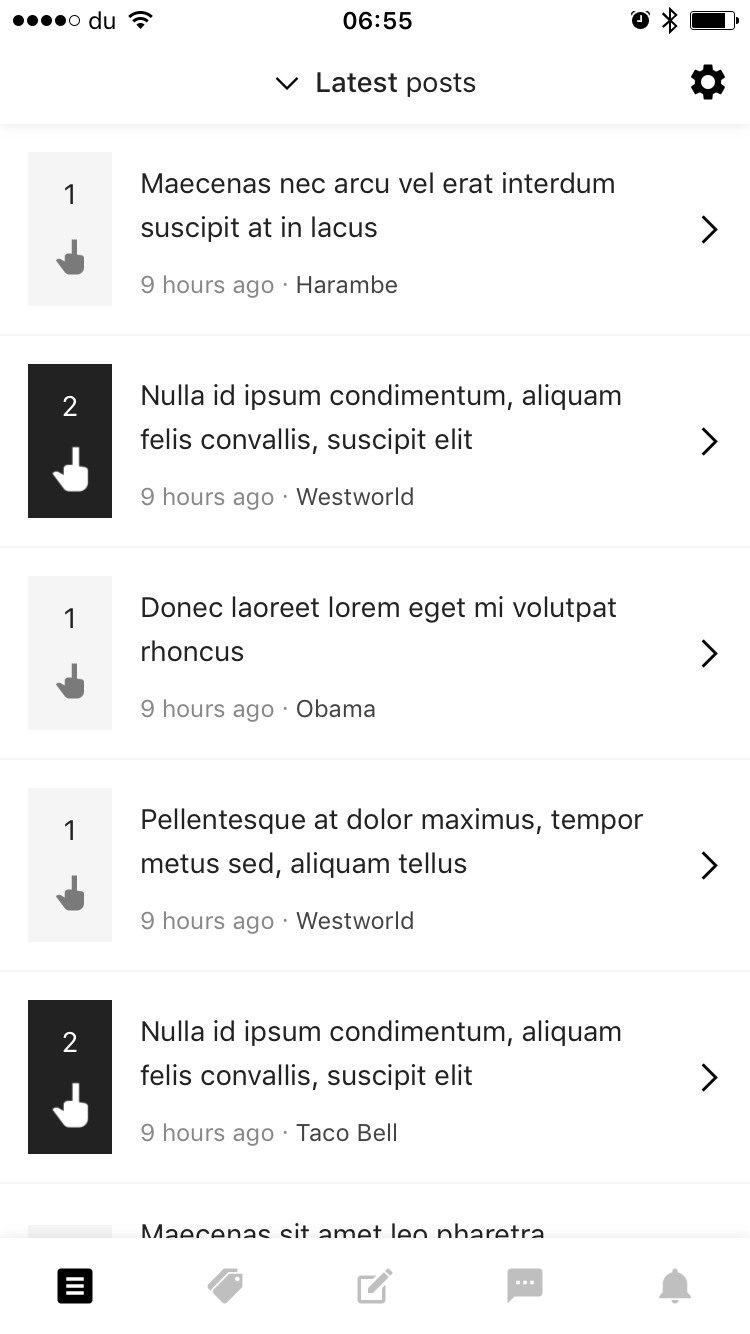 du 06:55
Latest posts
1
Maecenas nec arcu vel erat interdum
suscipit at in lacus
9 hours ago · Harambe
2
Nulla id ipsum condimentum, aliquam
felis convallis, suscipit elit
9 hours ago · Westworld
1
Donec laoreet lorem eget mi volutpat
rhoncus
9 hours ago · Obama
1
Pellentesque at dolor maximus, tempor
metus sed, aliquam tellus
9 hours ago · Westworld
2
Nulla id ipsum condimentum, aliquam
felis convallis, suscipit elit
9 hours ago · Taco Bell
Maecenas sit amet leo pharetra